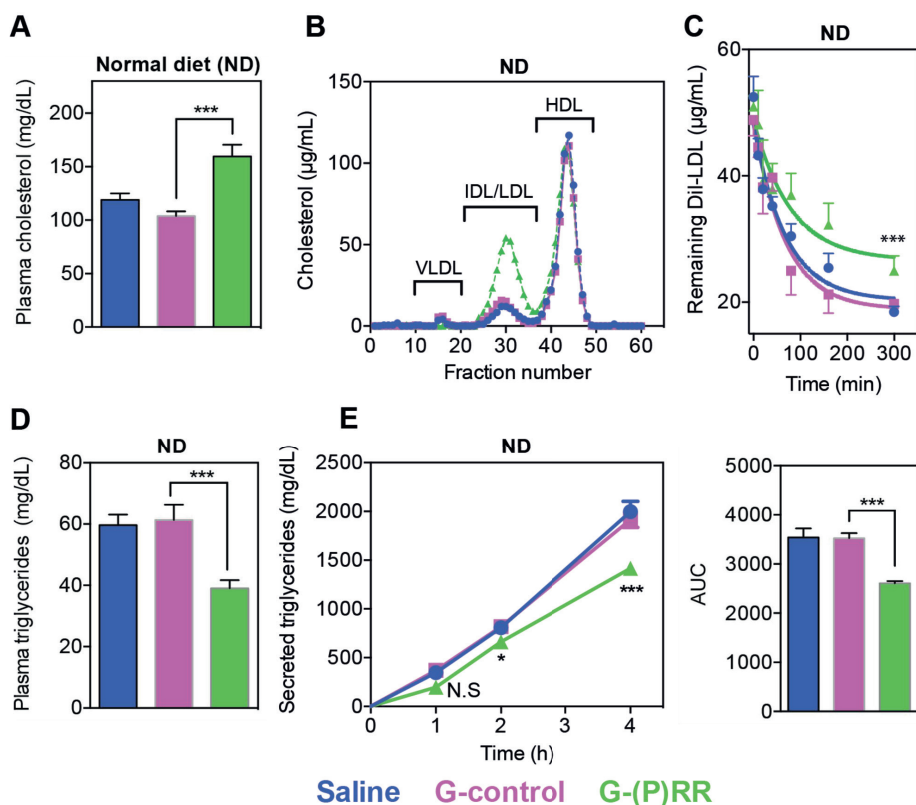 A
Normal diet (ND)
Plasma cholesterol (mg/dL)
200
150
100
50
0
***
B
ND
Cholesterol (µg/mL)
150
100
50
0
VLDL
IDL/LDL
HDL
0 10 20 30 40 50 60
Fraction number
C
ND
Remaining Dil-LDL (µg/mL)
60
40
20
***
0 100 200 300
Time (min)
D
ND
Plasma triglycerides (mg/dL)
80
60
40
20
0
***
E
ND
Secreted triglycerides (mg/dL)
2000
1500
1000
500
0
N.S
*
***
0 1 2 3 4
Time (h)
AUC
5000
4000
3000
2000
1000
0
***
Saline G-control G-(P)RR